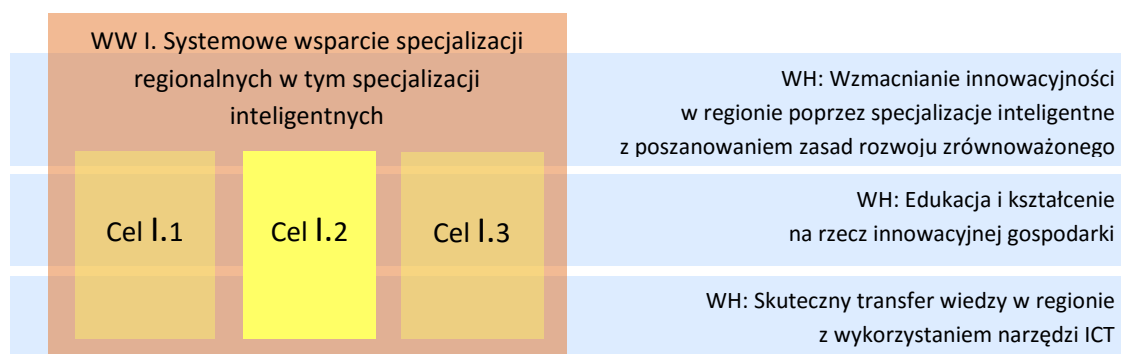 WW I. Systemowe wsparcie specjalizacji
regionalnych w tym specjalizacji
inteligentnych
Cel I.1
Cel I.2
Cel I.3
WH: Wzmacnianie innowacyjności
w regionie poprzez specjalizacje inteligentne
z poszanowaniem zasad rozwoju zrównoważonego
WH: Edukacja i kształcenie
na rzecz innowacyjnej gospodarki
WH: Skuteczny transfer wiedzy w regionie
z wykorzystaniem narzędzi ICT